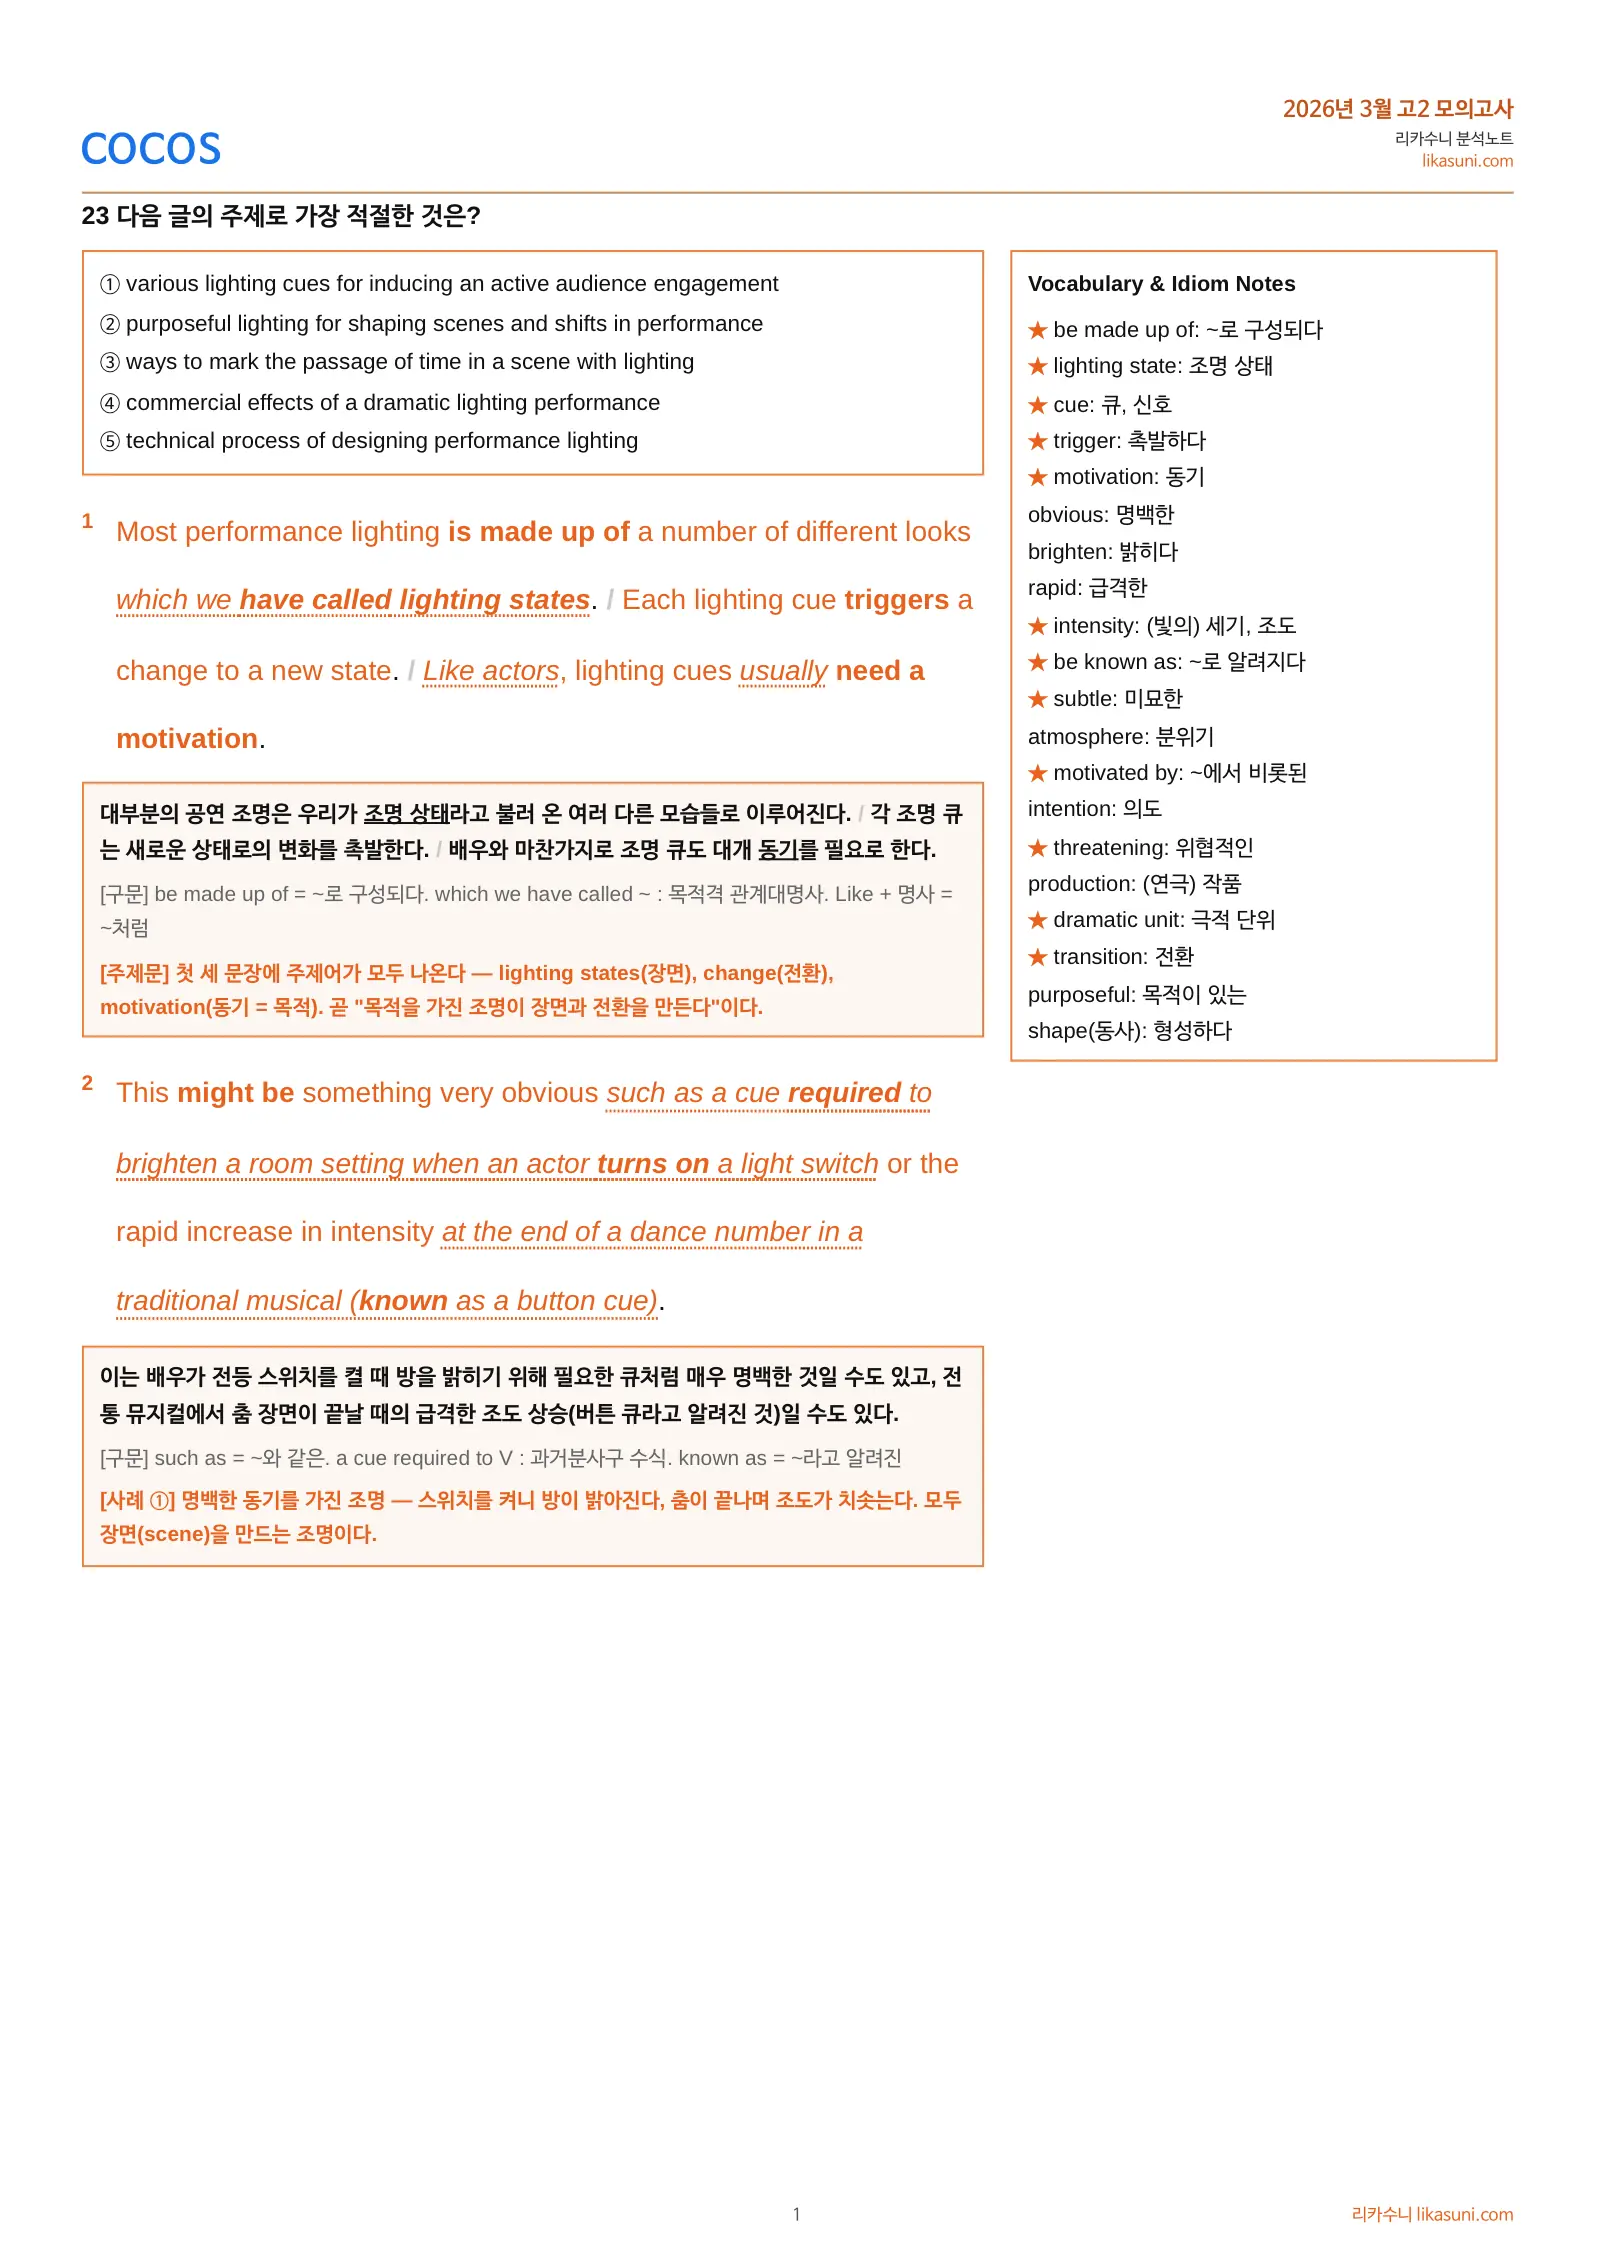 cocos
2026년 3월 고2 모의고사
리카수니 분석노트
likasuni.com
23 다음 글의 주제로 가장 적절한 것은?
① various lighting cues for inducing an active audience engagement
② purposeful lighting for shaping scenes and shifts in performance
③ ways to mark the passage of time in a scene with lighting
④ commercial effects of a dramatic lighting performance
⑤ technical process of designing performance lighting
1 Most performance lighting is made up of a number of different looks
which we have called lighting states. / Each lighting cue triggers a
change to a new state. / Like actors, lighting cues usually need a
motivation.
대부분의 공연 조명은 우리가 조명 상태라고 불러 온 여러 다른 모습들로 이루어진다. / 각 조명 큐
는 새로운 상태로의 변화를 촉발한다. / 배우와 마찬가지로 조명 큐도 대개 동기를 필요로 한다.
[구문] be made up of = ~로 구성되다. which we have called ~ : 목적격 관계대명사. Like + 명사 =
~처럼
[주제문] 첫 세 문장에 주제어가 모두 나온다 — lighting states(장면), change(전환),
motivation(동기 = 목적). 곧 "목적을 가진 조명이 장면과 전환을 만든다"이다.
2 This might be something very obvious such as a cue required to
brighten a room setting when an actor turns on a light switch or the
rapid increase in intensity at the end of a dance number in a
traditional musical (known as a button cue).
이는 배우가 전등 스위치를 켤 때 방을 밝히기 위해 필요한 큐처럼 매우 명백한 것일 수도 있고, 전
통 뮤지컬에서 춤 장면이 끝날 때의 급격한 조도 상승(버튼 큐라고 알려진 것)일 수도 있다.
[구문] such as = ~와 같은. a cue required to V : 과거분사구 수식. known as = ~라고 알려진
[사례 ①] 명백한 동기를 가진 조명 — 스위치를 켜니 방이 밝아진다, 춤이 끝나며 조도가 치솟는다. 모두
장면(scene)을 만드는 조명이다.
Vocabulary & Idiom Notes
★ be made up of: ~로 구성되다
★ lighting state: 조명 상태
★ cue: 큐, 신호
★ trigger: 촉발하다
★ motivation: 동기
obvious: 명백한
brighten: 밝히다
rapid: 급격한
★ intensity: (빛의) 세기, 조도
★ be known as: ~로 알려지다
★ subtle: 미묘한
atmosphere: 분위기
★ motivated by: ~에서 비롯된
intention: 의도
★ threatening: 위협적인
production: (연극) 작품
★ dramatic unit: 극적 단위
★ transition: 전환
purposeful: 목적이 있는
shape(동사): 형성하다
1
리카수니 likasuni.com